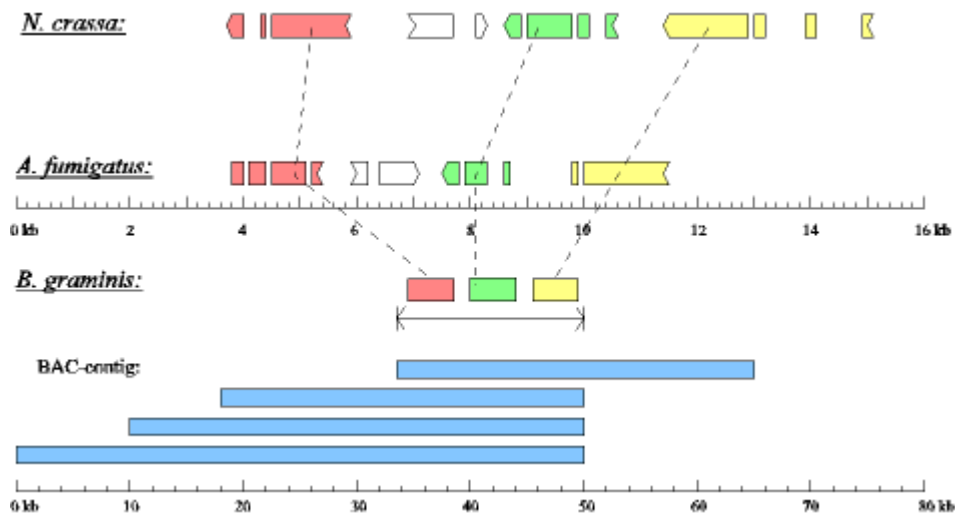 N. crassa:
A. fumigatus:
0 kb 2 4 6 8 10 12 14 16 kb
B. graminis:
BAC-contig:
0 kb 10 20 30 40 50 60 70 80 kb